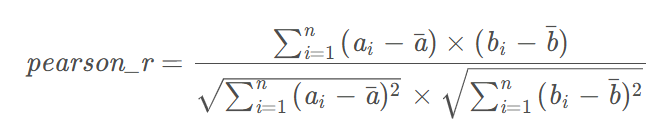 pearson_r = \frac{\sum_{i=1}^{n}(a_i - \bar{a}) \times (b_i - \bar{b})}{\sqrt{\sum_{i=1}^{n}(a_i - \bar{a})^2} \times \sqrt{\sum_{i=1}^{n}(b_i - \bar{b})^2}}